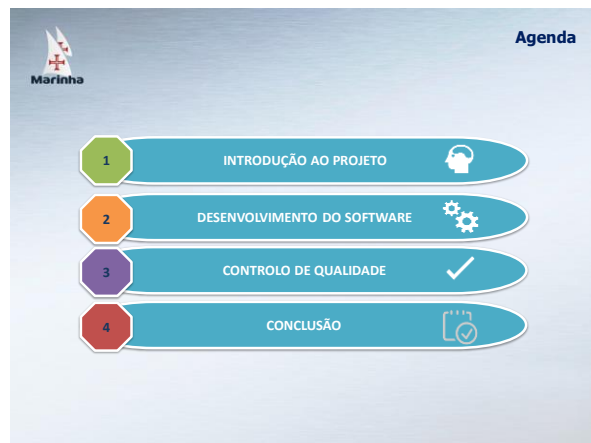 Agenda
Marinha
1
INTRODUÇÃO AO PROJETO
2
DESENVOLVIMENTO DO SOFTWARE
3
CONTROLO DE QUALIDADE
4
CONCLUSÃO